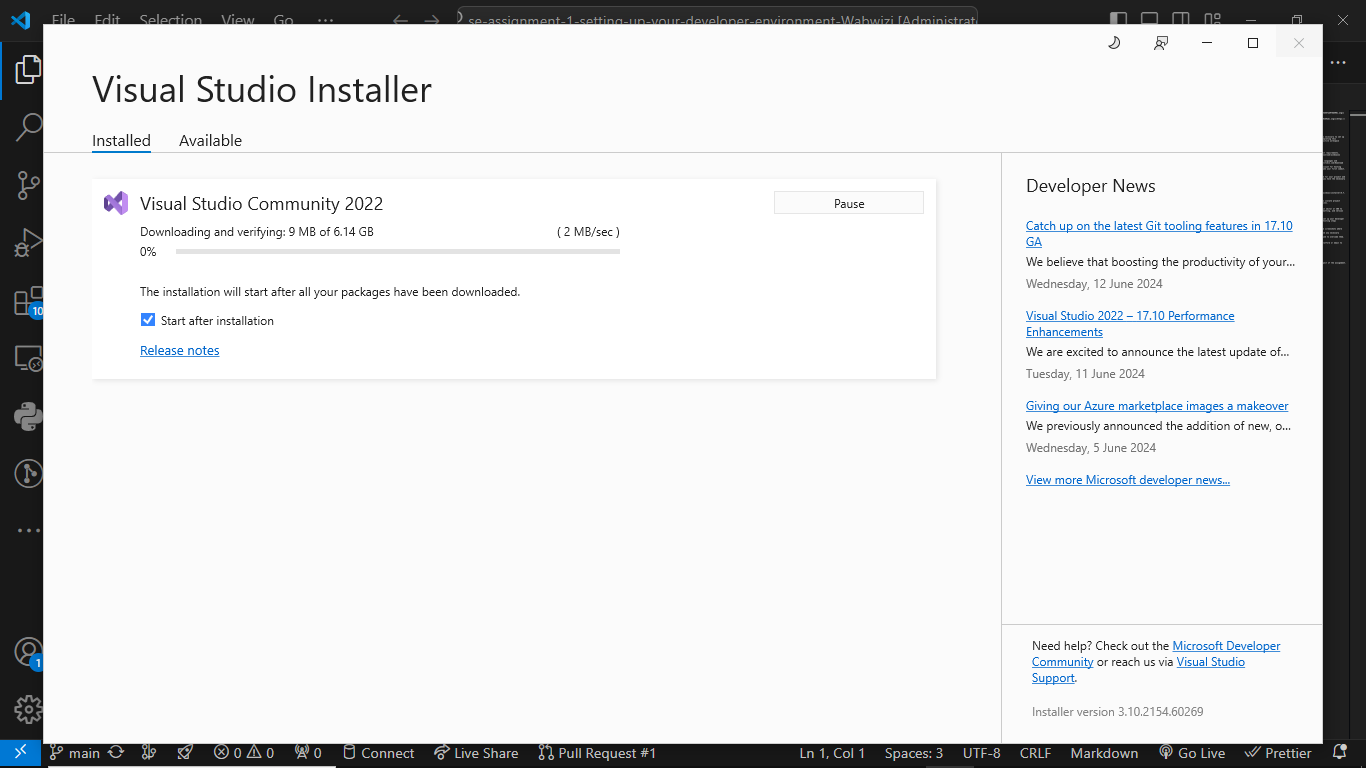 File Edit Selection View Go ···
se-assignment-1-setting-up-your-developer-environment-Wabwizi [Administrat
Visual Studio Installer
Installed Available
Visual Studio Community 2022
Pause
Downloading and verifying: 9 MB of 6.14 GB ( 2 MB/sec )
0%
The installation will start after all your packages have been downloaded.
Start after installation
Release notes
Developer News
Catch up on the latest Git tooling features in 17.10
GA
We believe that boosting the productivity of your...
Wednesday, 12 June 2024
Visual Studio 2022 – 17.10 Performance
Enhancements
We are excited to announce the latest update of...
Tuesday, 11 June 2024
Giving our Azure marketplace images a makeover
We previously announced the addition of new, o...
Wednesday, 5 June 2024
View more Microsoft developer news...
Need help? Check out the Microsoft Developer
Community or reach us via Visual Studio
Support.
Installer version 3.10.2154.60269
10
1
main 0 0 0 Connect Live Share Pull Request #1 Ln 1, Col 1 Spaces: 3 UTF-8 CRLF Markdown Go Live Prettier